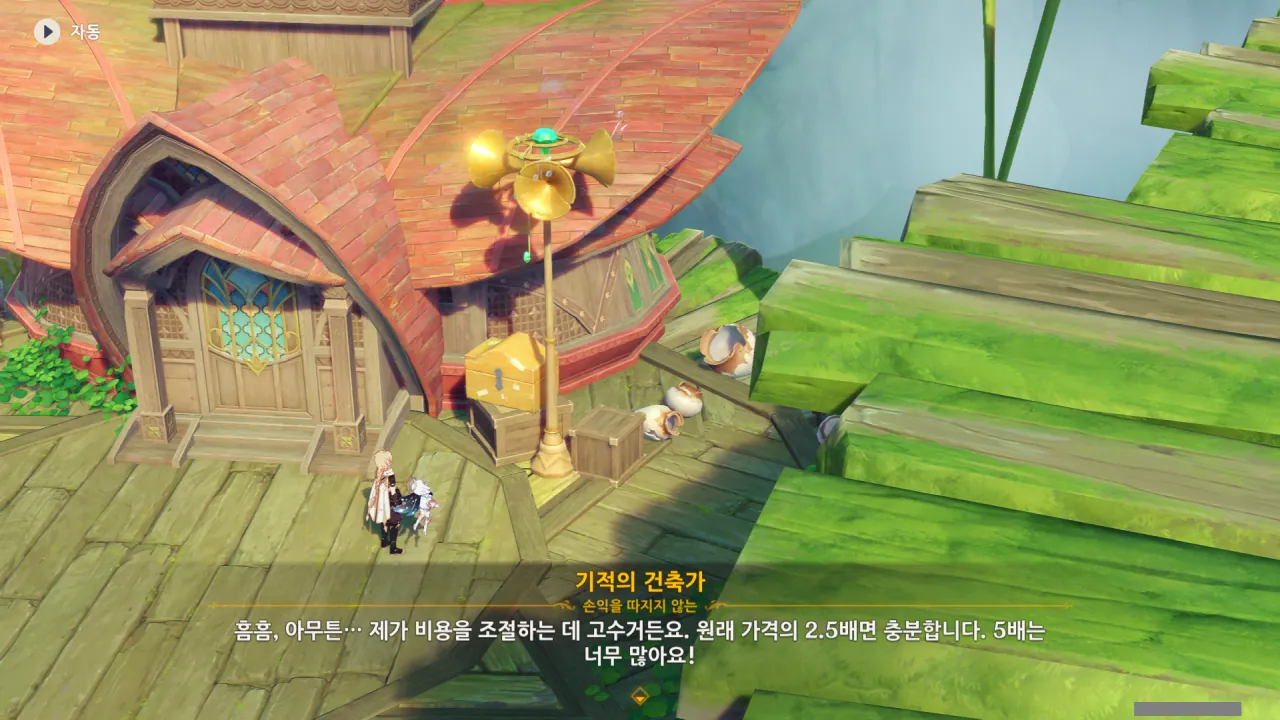 자동
기적의 건축가
손익을 따지지 않는
흠흠, 아무튼… 제가 비용을 조절하는 데 고수거든요. 원래 가격의 2.5배면 충분합니다. 5배는
너무 많아요!